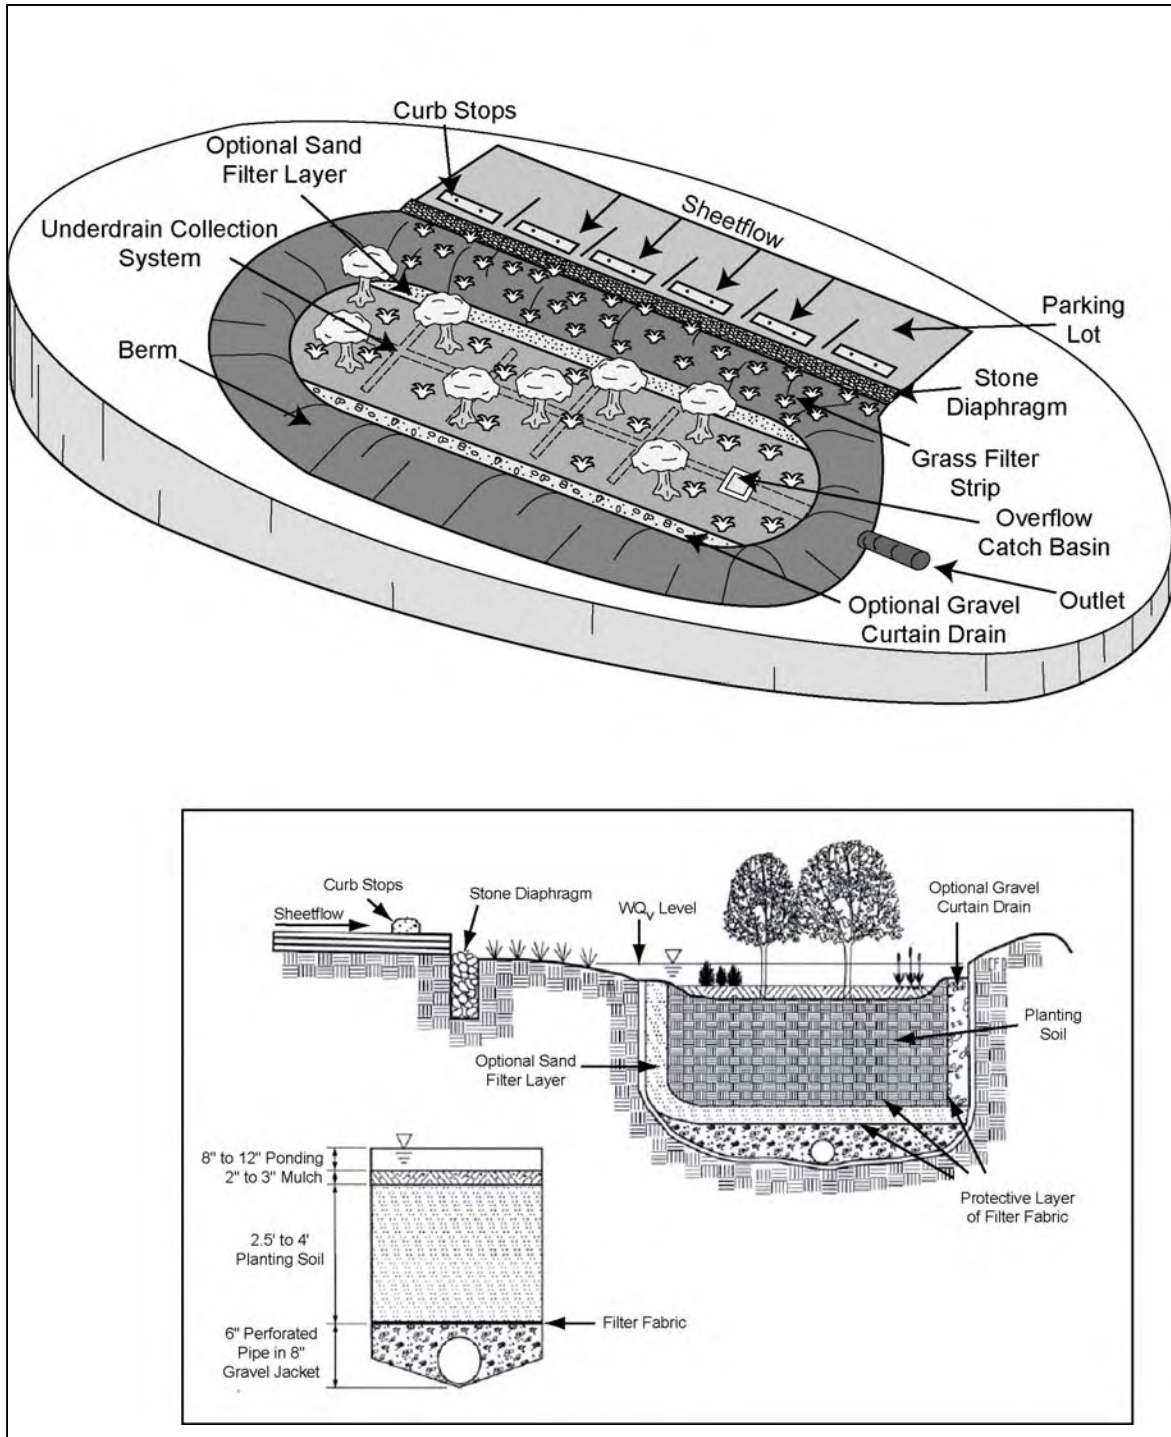 Curb Stops
Optional Sand
Filter Layer
Underdrain Collection
System
Sheetflow
Berm
Parking
Lot
Stone
Diaphragm
Grass Filter
Strip
Overflow
Catch Basin
Outlet
Optional Gravel
Curtain Drain
Curb Stops
Sheetflow
Stone Diaphragm
WQv Level
Optional Gravel
Curtain Drain
Planting
Soil
Optional Sand
Filter Layer
Protective Layer
of Filter Fabric
8" to 12" Ponding
2" to 3" Mulch
2.5' to 4'
Planting Soil
Filter Fabric
6" Perforated
Pipe in 8"
Gravel Jacket